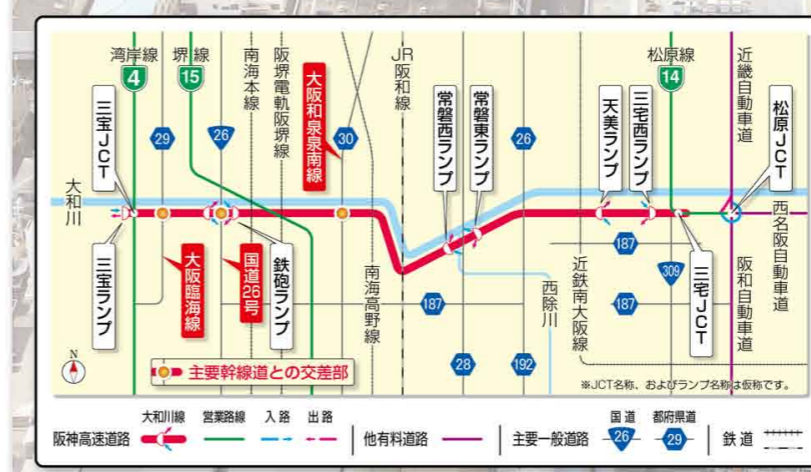 湾岸線
4
堺線
15
南海本線
阪堺電軌阪堺線
大阪和泉泉南線
JR阪和線
松原線
14
近畿自動車道
三宝JCT
29
26
30
常磐西ランプ
常磐東ランプ
26
天美ランプ
三宅西ランプ
松原JCT
大和川
西名阪自動車道
三宝ランプ
大阪臨海線
国道26号
鉄砲ランプ
南海高野線
187
西除川
近鉄南大阪線
187
187
309
三宅JCT
阪和自動車道
28
192
N
主要幹線道との交差部
※JCT名称、およびランプ名称は仮称です。
阪神高速道路 大和川線 営業路線 入路 出路 他有料道路 主要一般道路 国道 26 都府県道 29 鉄道